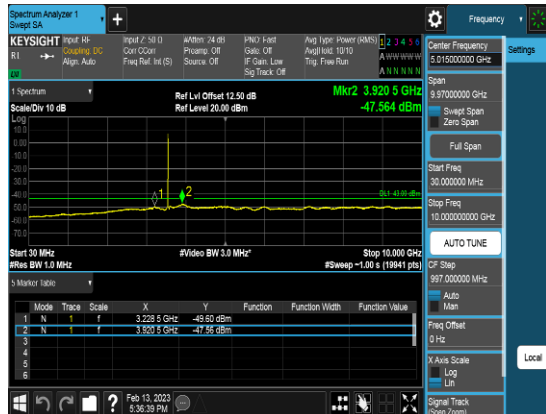 Spectrum Analyzer 1
Swept SA
Frequency
KEYSIGHT
Input: RF
Coupling: DC
Align: Auto
Input Z: 50 Ω
Corr CCorr
Freq Ref: Int (S)
#Atten: 24 dB
Preamp: Off
Source: Off
PNO: Fast
Gate: Off
IF Gain: Low
Sig Track: Off
Avg Type: Power (RMS)
Avg|Hold: 10/10
Trig: Free Run
1 2 3 4 5 6
A W W W W W
A N N N N N
1 Spectrum
Scale/Div 10 dB
Ref Lvl Offset 12.50 dB
Ref Level 20.00 dBm
Mkr2 3.920 5 GHz
-47.564 dBm
Log
10.0
0.00
-10.0
-20.0
-30.0
-40.0
-50.0
-60.0
-70.0
1
2
DL1 -43.00 dBm
Start 30 MHz
#Res BW 1.0 MHz
#Video BW 3.0 MHz*
Stop 10.000 GHz
#Sweep ~1.00 s (19941 pts)
5 Marker Table
Mode Trace Scale X Y Function Function Width Function Value
1 N 1 f 3.228 5 GHz -49.60 dBm
2 N 1 f 3.920 5 GHz -47.56 dBm
3
4
5
6
Feb 13, 2023
5:36:39 PM
Center Frequency
5.015000000 GHz
Settings
Span
9.97000000 GHz
Swept Span
Zero Span
Full Span
Start Freq
30.000000 MHz
Stop Freq
10.000000000 GHz
AUTO TUNE
CF Step
997.000000 MHz
Auto
Man
Freq Offset
0 Hz
X Axis Scale
Log
Lin
Local
Signal Track
(Span Zoom)